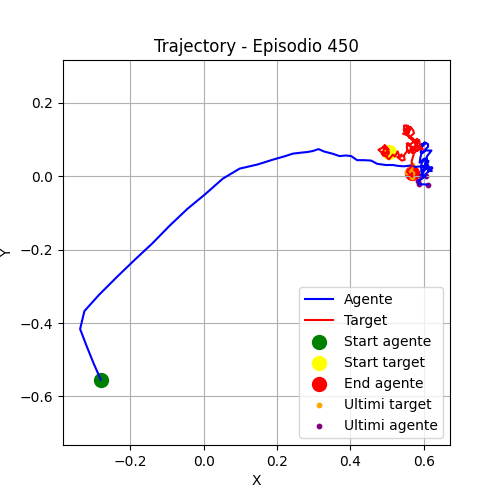 Trajectory - Episodio 450
0.2
0.0
−0.2
−0.4
−0.6
Y
−0.2
0.0
0.2
0.4
0.6
X
Agente
Target
Start agente
Start target
End agente
Ultimi target
Ultimi agente